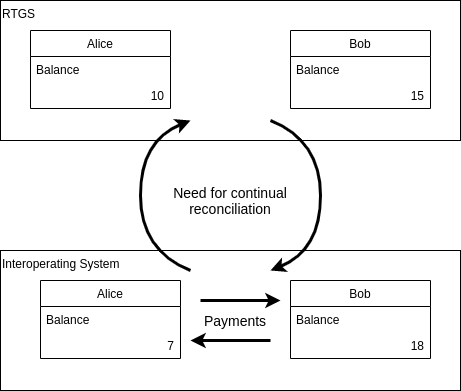 RTGS
Alice
Balance
10
Bob
Balance
15
Need for continual
reconciliation
Interoperating System
Alice
Balance
7
Payments
Bob
Balance
18